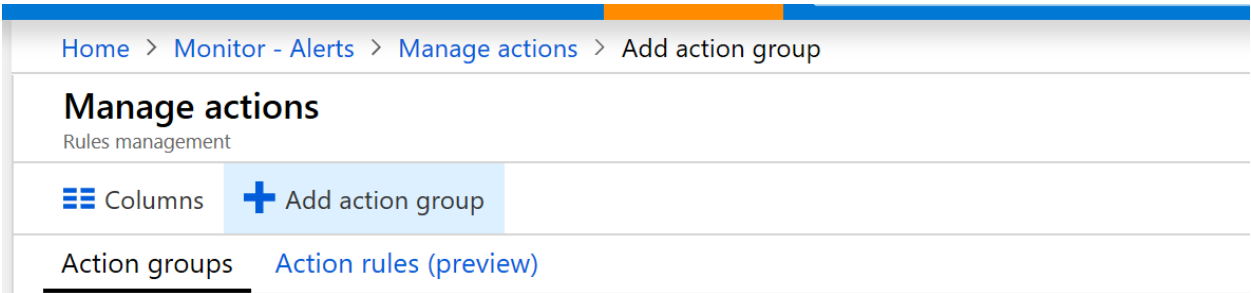 Home > Monitor - Alerts > Manage actions > Add action group
Manage actions
Rules management
Columns Add action group
Action groups Action rules (preview)